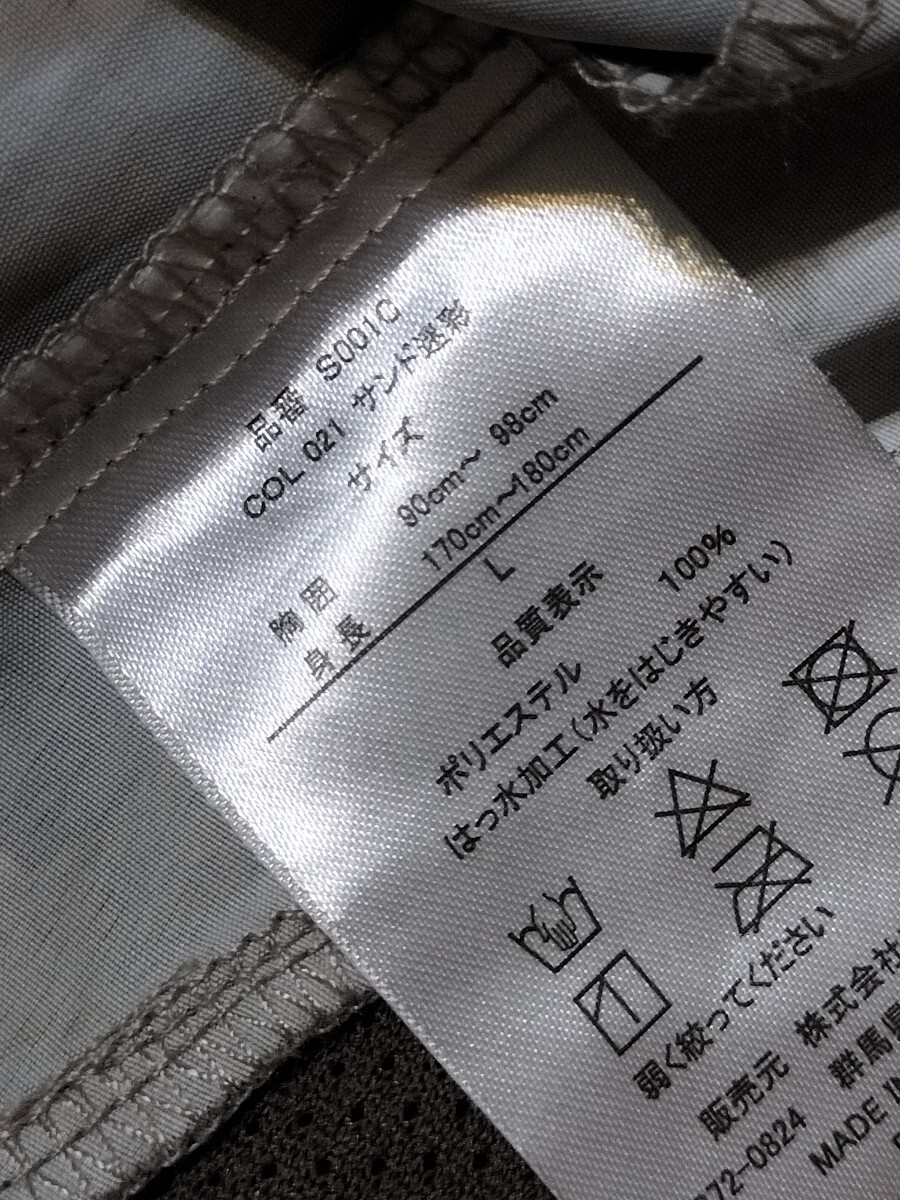 品番 S001C
COL 021 サンド迷彩
サイズ
胸囲 90cm～ 98cm
身長 170cm～180cm
L
品質表示
ポリエステル 100%
はっ水加工(水をはじきやすい)
取り扱い方
弱く絞ってください
販売元 株式会社
群馬県
72-0824
MADE IN